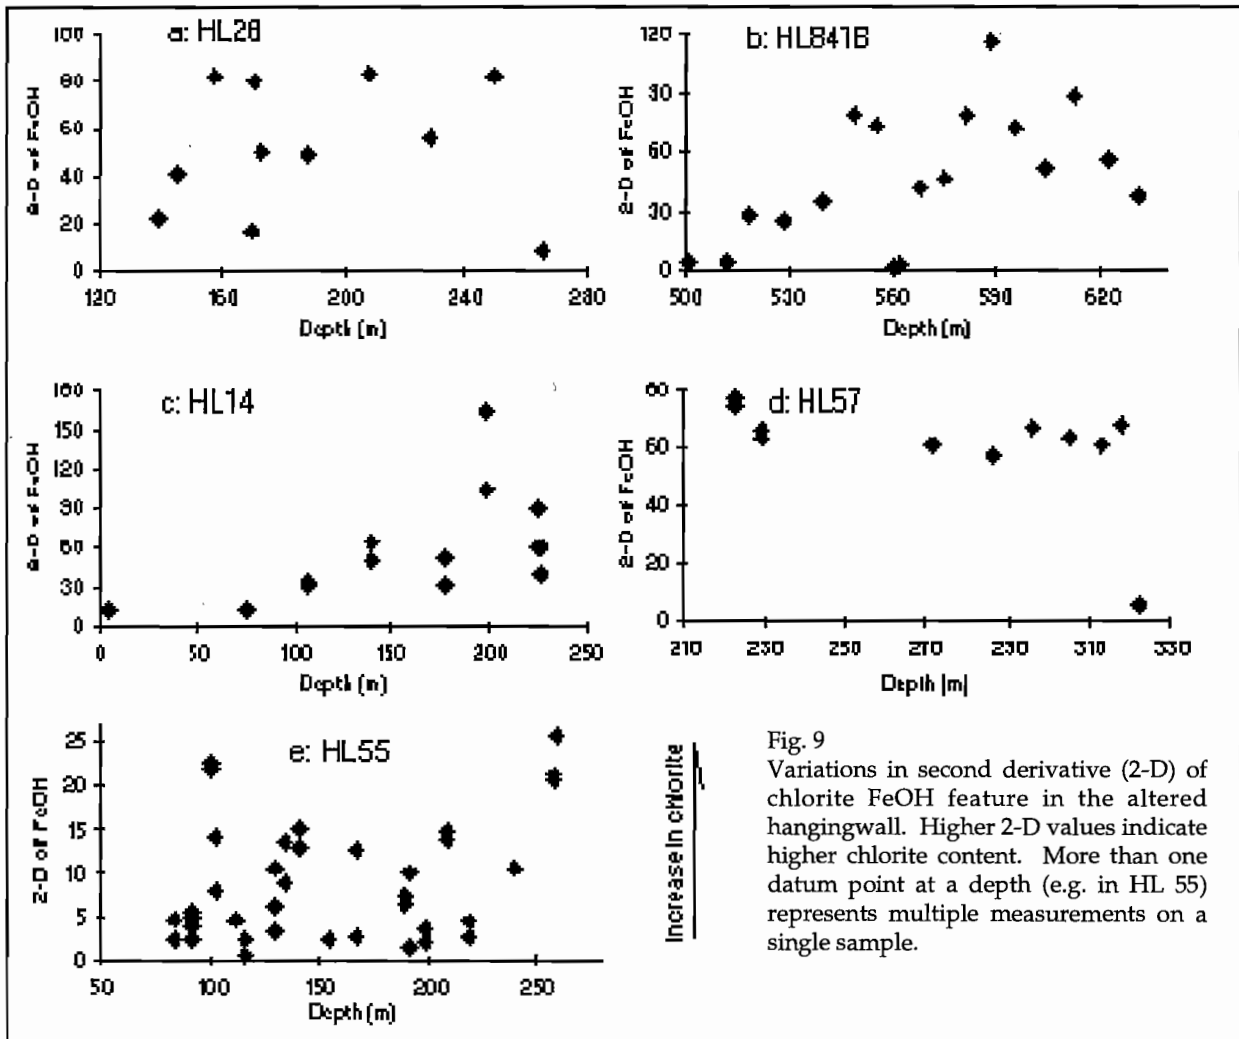 a: HL28
100
80
60
40
20
0
2-D of FeOH
120 160 200 240 280
Depth (m)
b: HL841B
120
90
60
30
0
2-D of FeOH
500 530 560 590 620
Depth (m)
c: HL14
180
150
120
90
60
30
0
2-D of FeOH
0 50 100 150 200 250
Depth (m)
d: HL57
80
60
40
20
0
2-D of FeOH
210 230 250 270 290 310 330
Depth (m)
e: HL55
25
20
15
10
5
0
2-D of FeOH
50 100 150 200 250
Depth (m)
Increase in chlorite
Fig. 9
Variations in second derivative (2-D) of
chlorite FeOH feature in the altered
hangingwall. Higher 2-D values indicate
higher chlorite content. More than one
datum point at a depth (e.g. in HL 55)
represents multiple measurements on a
single sample.